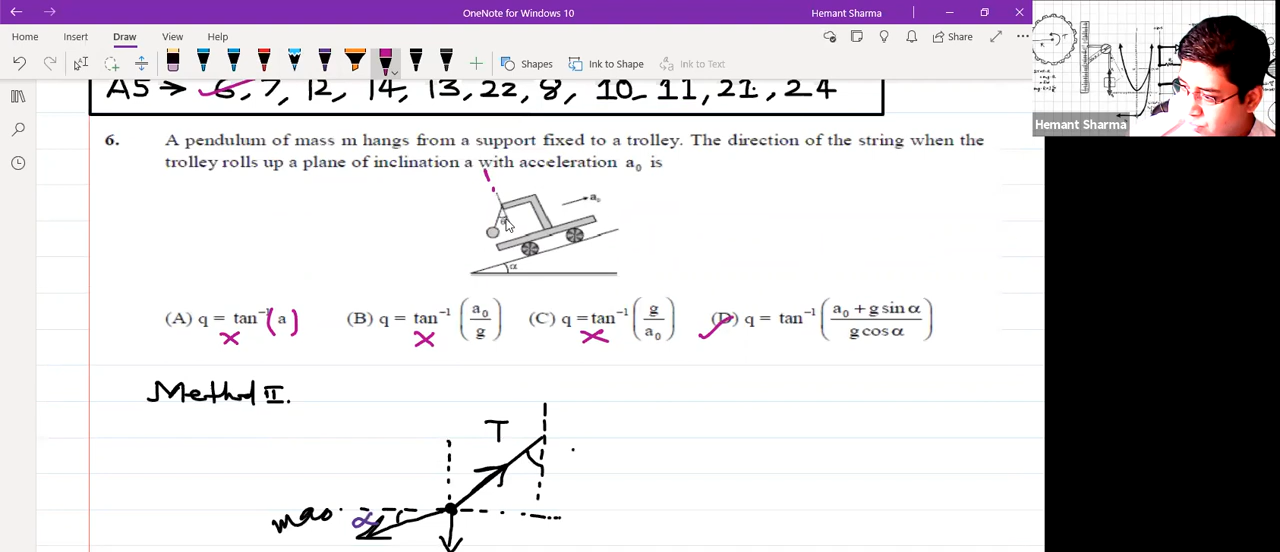 OneNote for Windows 10
Hemant Sharma
Home Insert Draw View Help
Share
Shapes Ink to Shape Ink to Text
A5 → 6, 7, 12, 14, 13, 22, 8, 10, 11, 21, 24
6. A pendulum of mass m hangs from a support fixed to a trolley. The direction of the string when the
trolley rolls up a plane of inclination a with acceleration a₀ is
a₀
θ
α
(A) q = tan⁻¹(a) (B) q = tan⁻¹ (a₀/g) (C) q = tan⁻¹ (g/a₀) (D) q = tan⁻¹ ((a₀ + g sin α)/(g cos α))
Method II.
T
ma₀
α
Hemant Sharma